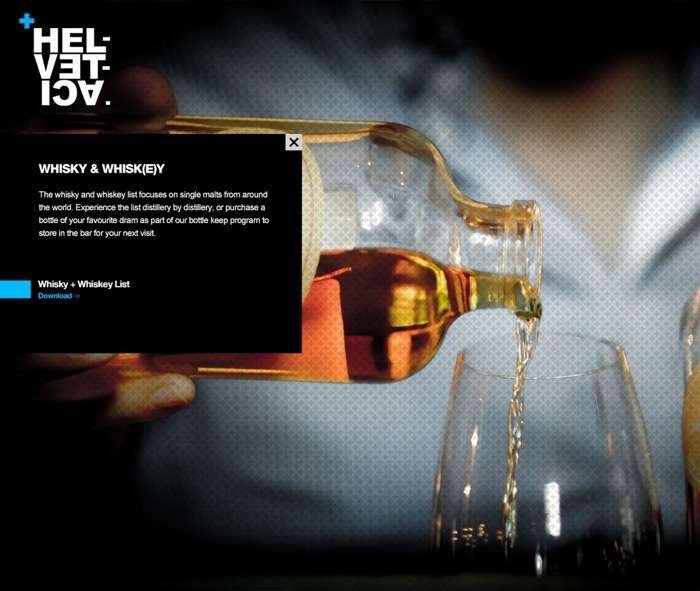 HEL-
VET-
ICA.
WHISKY & WHISK(E)Y
The whisky and whiskey list focuses on single malts from around
the world. Experience the list distillery by distillery, or purchase a
bottle of your favourite dram as part of our bottle keep program to
store in the bar for your next visit.
Whisky + Whiskey List
Download